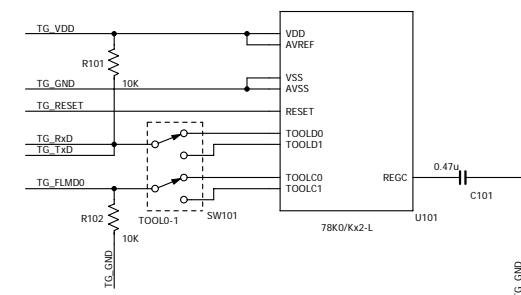 TG_VDD
VDD
AVREF
R101
10K
TG_GND
VSS
AVSS
TG_RESET
RESET
TG_RxD
TOOLD0
TG_TxD
TOOLD1
TG_FLMD0
TOOLC0
TOOLC1
REGC
0.47u
C101
R102
10K
TOOL0-1
SW101
78K0/Kx2-L
U101
TG_GND
TG_GND